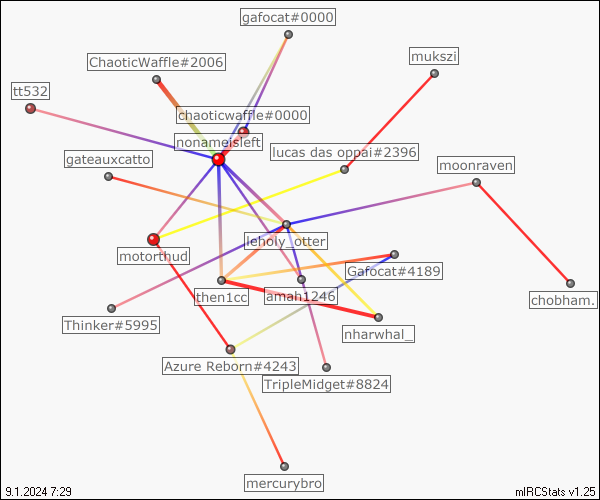 gafocat#0000
mukszi
ChaoticWaffle#2006
tt532
chaoticwaffle#0000
nonameisleft
lucas das oppai#2396
gateauxcatto
moonraven
leholy_otter
motorthud
Gafocat#4189
then1cc
amah1246
chobham.
Thinker#5995
nharwhal_
Azure Reborn#4243
TripleMidget#8824
mercurybro
9.1.2024 7:29
mIRCStats v1.25